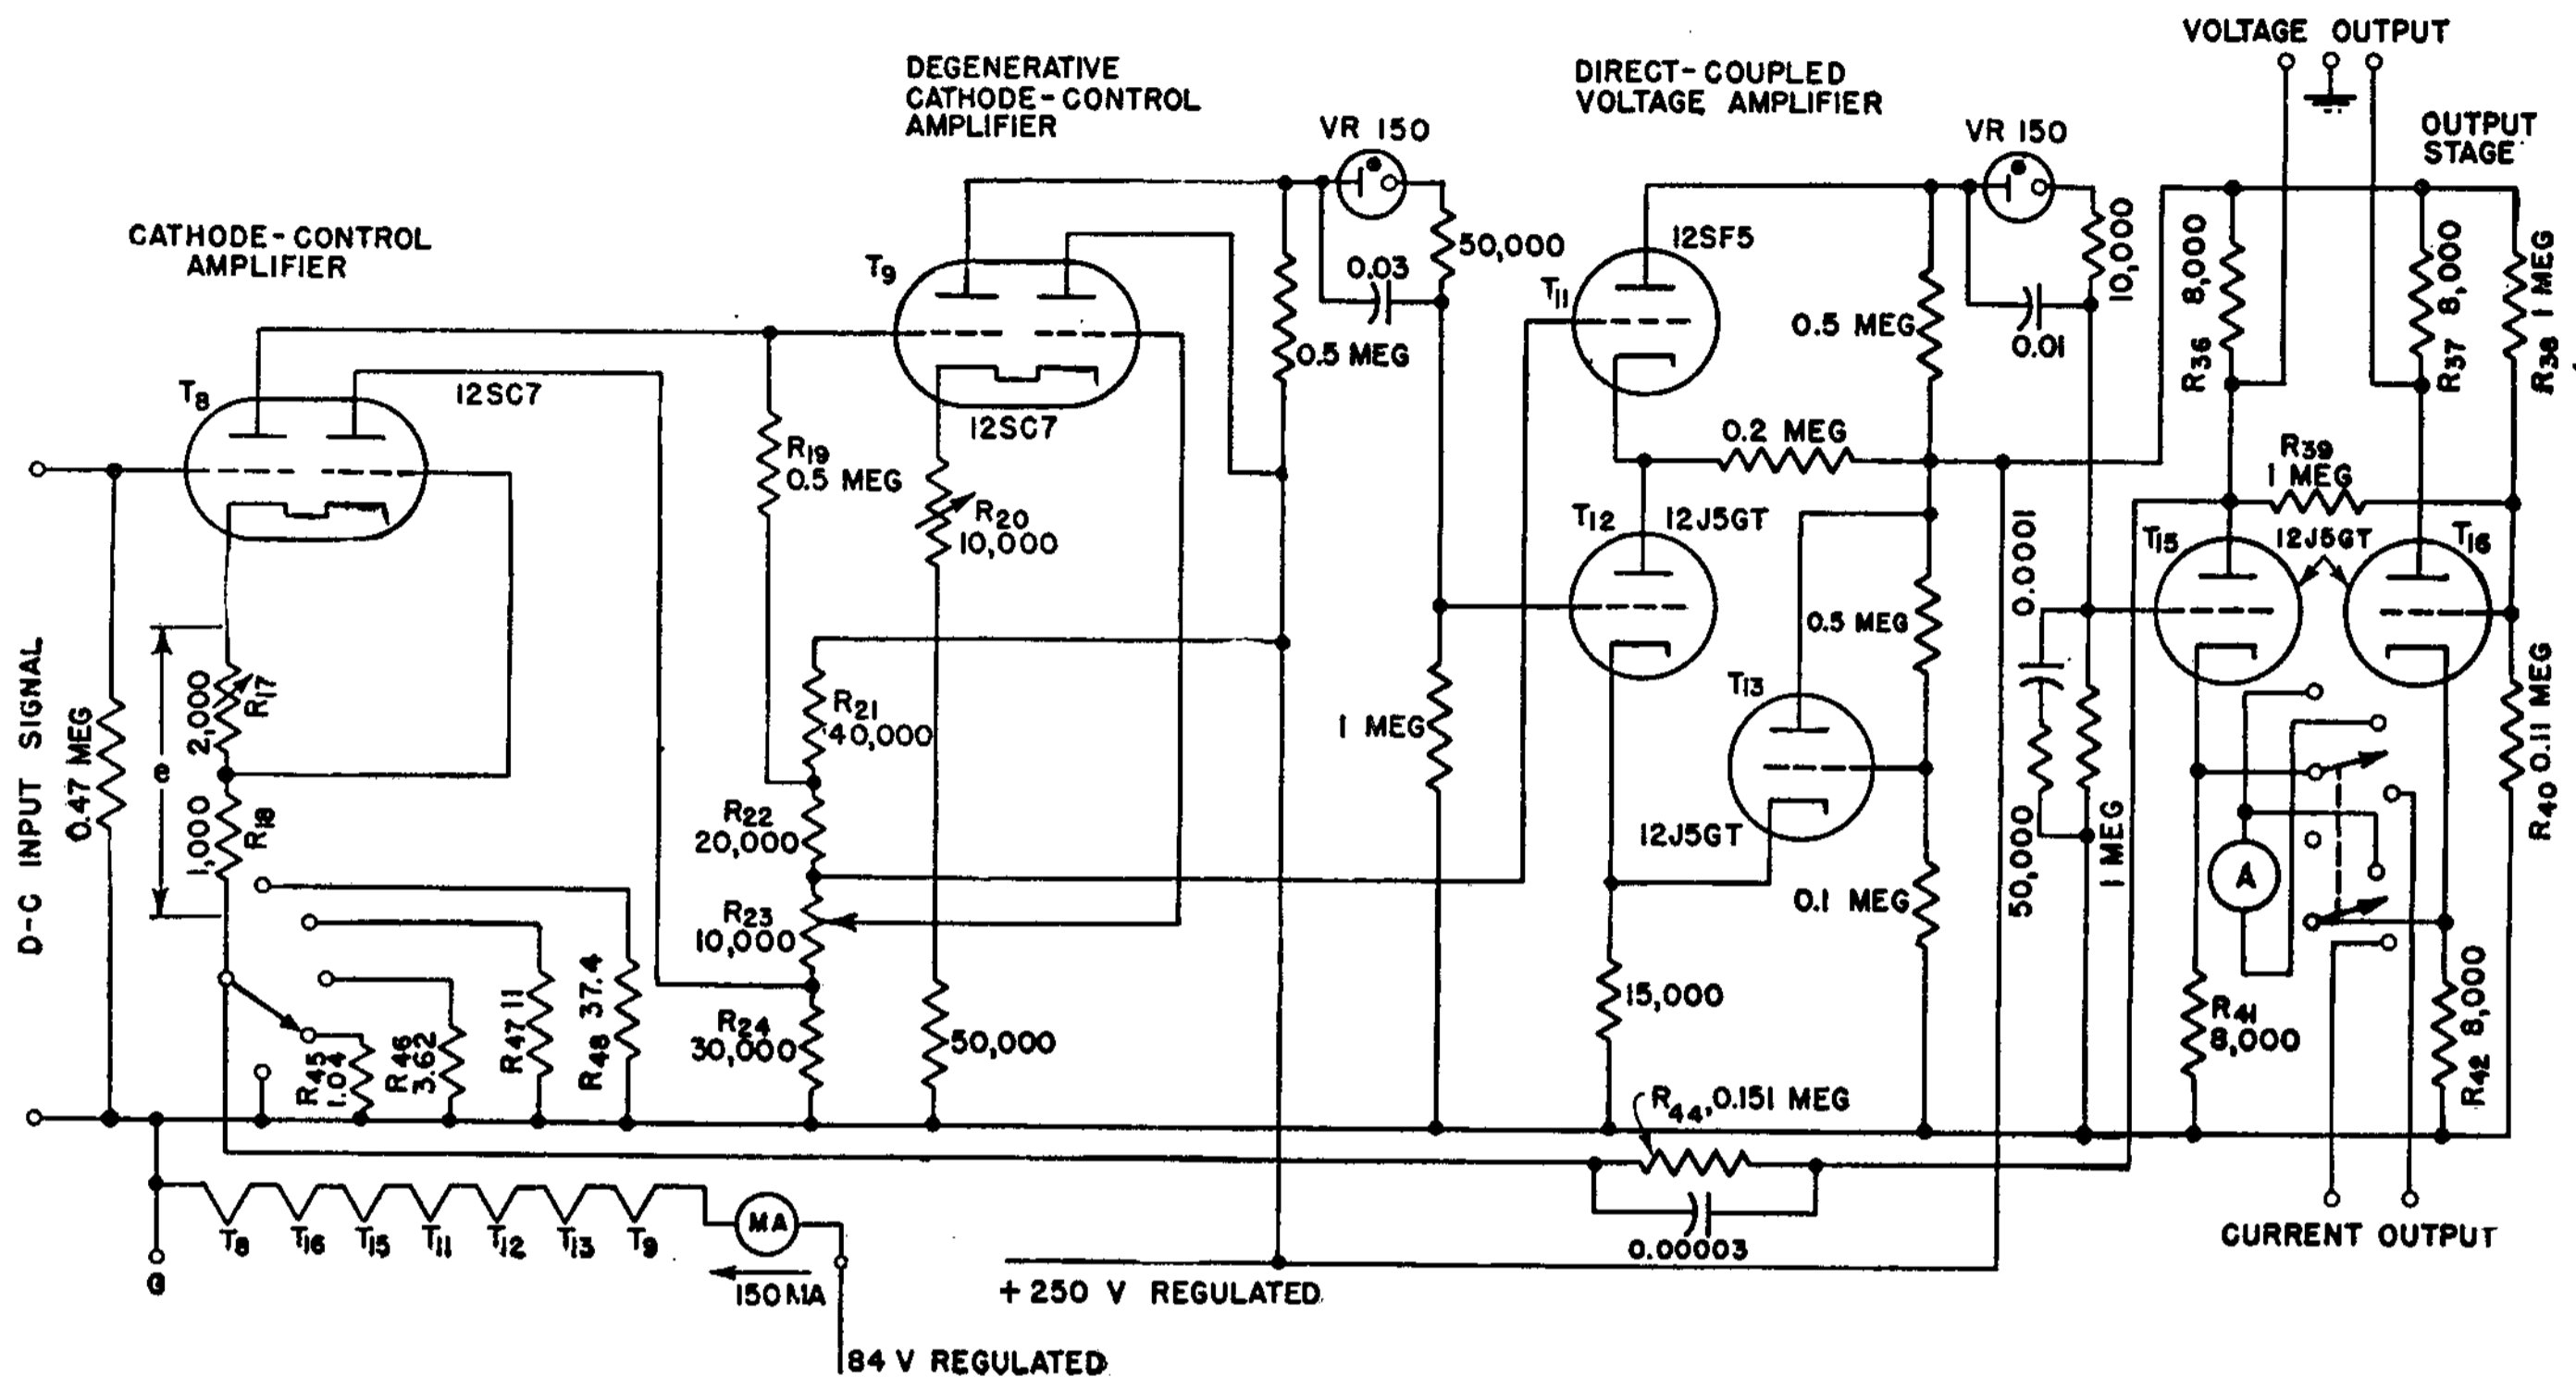 VOLTAGE OUTPUT
DEGENERATIVE
CATHODE-CONTROL
AMPLIFIER
VR 150
DIRECT-COUPLED
VOLTAGE AMPLIFIER
VR 150
OUTPUT
STAGE
CATHODE-CONTROL
AMPLIFIER
T9
50,000
0.03
0.5 MEG
12SC7
T8
12SC7
R19
0.5 MEG
R20
10,000
12SF5
T11
0.5 MEG
0.01
10,000
R36 8,000
R37 8,000
R38 1 MEG
0.2 MEG
R39
1 MEG
T12
12J5GT
0.0001
T15
12J5GT
T16
0.5 MEG
D-C INPUT SIGNAL
0.47 MEG
e
2,000
R17
1,000
R18
R21
40,000
1 MEG
T13
12J5GT
R22
20,000
R23
10,000
0.1 MEG
50,000
1 MEG
A
R40 0.11 MEG
R24
30,000
50,000
15,000
R41
8,000
R42 8,000
R45
1.04
R46
3.62
R47 11
R48 37.4
R44, 0.151 MEG
0.00003
T8
T16
T15
T11
T12
T13
T9
MA
150 MA
G
+250 V REGULATED
84 V REGULATED
CURRENT OUTPUT